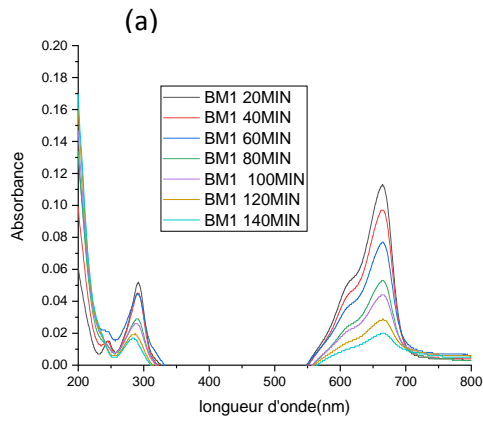 (a)
0.20
0.18
0.16
0.14
0.12
0.10
0.08
0.06
0.04
0.02
0.00
Absorbance
BM1 20MIN
BM1 40MIN
BM1 60MIN
BM1 80MIN
BM1  100MIN
BM1 120MIN
BM1 140MIN
200 300 400 500 600 700 800
longueur d'onde(nm)